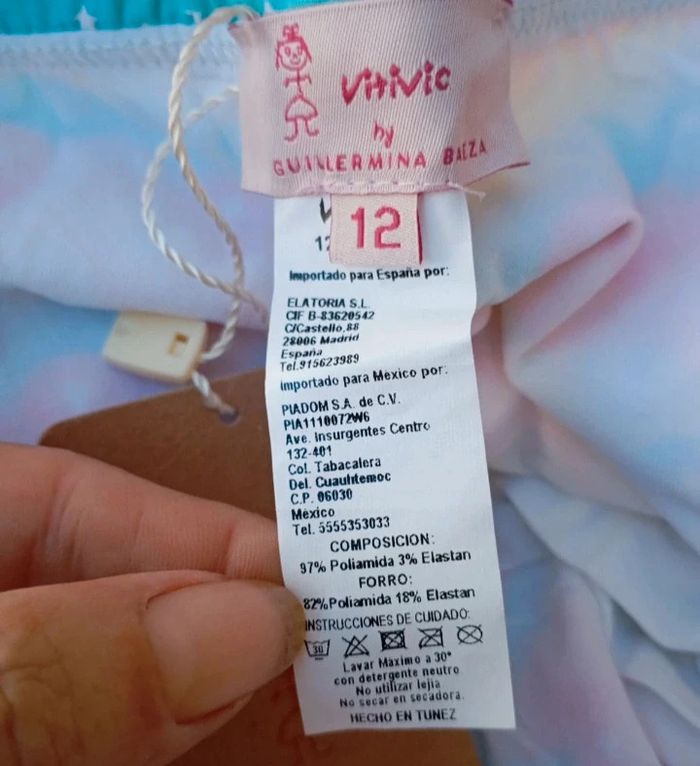 VitiVic
by
GUILLERMINA BAEZA
12
Importado para España por:
ELATORIA S.L
CIF B-83620542
C/Castello,88
28006 Madrid
España
Tel.915623989
Importado para Mexico por:
PIADOM S.A. de C.V.
PIA1110072W6
Ave. Insurgentes Centro
132-401
Col. Tabacalera
Del. Cuauhtemoc
C.P. 06030
México
Tel. 5555353033
COMPOSICION:
97% Poliamida 3% Elastan
FORRO:
82%Poliamida 18% Elastan
INSTRUCCIONES DE CUIDADO:
30
Lavar Maximo a 30°
con detergente neutro
No utilizar lejia
No secar en secadora.
HECHO EN TUNEZ